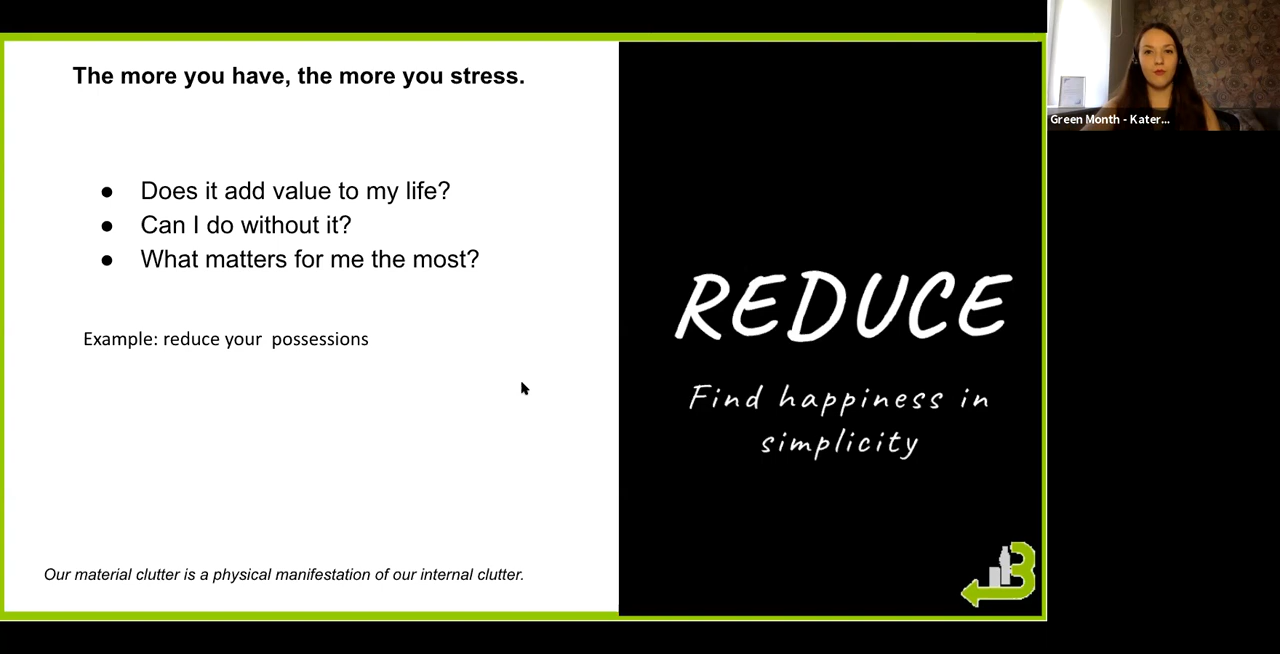 The more you have, the more you stress.
● Does it add value to my life?
● Can I do without it?
● What matters for me the most?
Example: reduce your  possessions
Our material clutter is a physical manifestation of our internal clutter.
REDUCE
Find happiness in
simplicity
Green Month - Kater...